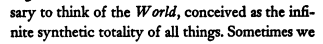 sary to think of the World, conceived as the infi-
nite synthetic totality of all things. Sometimes we